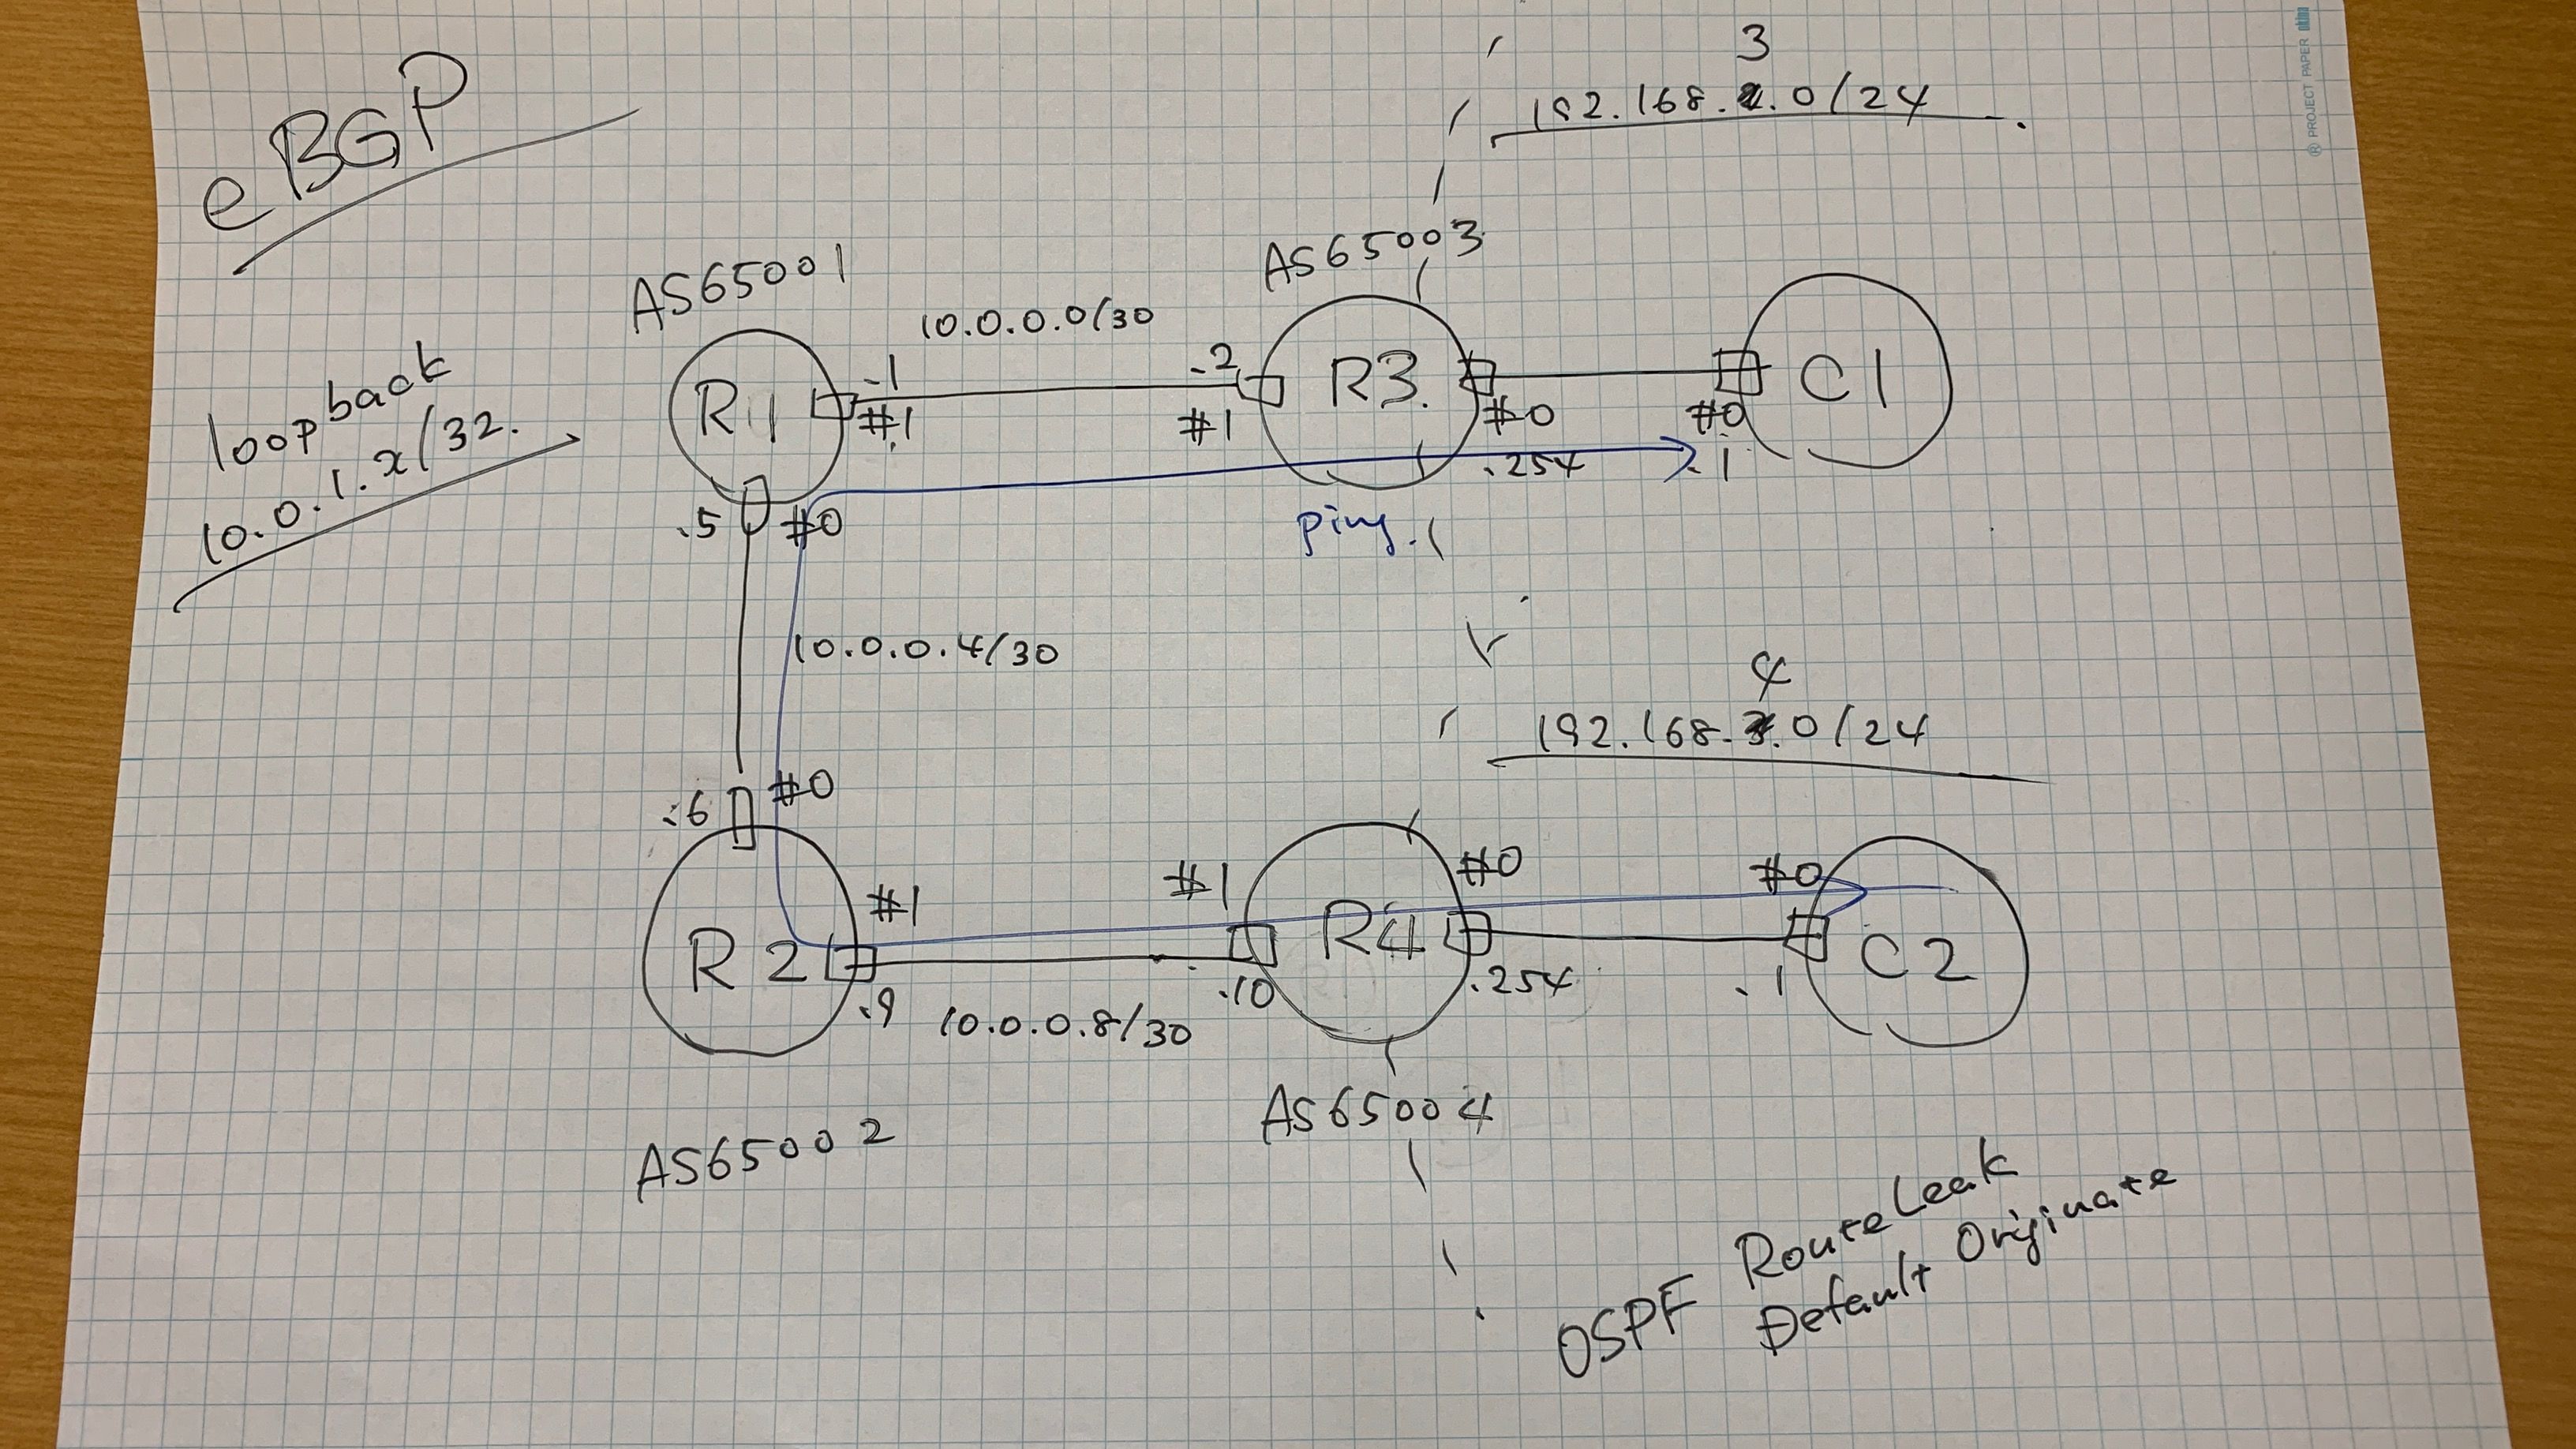 eBGP
® PROJECT PAPER
3
192.168. .0/24
AS65001
AS65003
10.0.0.0/30
loopback
10.0.1.x/32.
R1
.1
#1
.2
#1
R3.
#0
.254
#0
.1
C1
.5
#0
ping.
10.0.0.4/30
4
192.168.3.0/24
.6
#0
R2
#1
.9
10.0.0.8/30
#1
.10
R4
#0
.254
#0
.1
C2
AS65002
AS65004
OSPF Route Leak
Default Originate